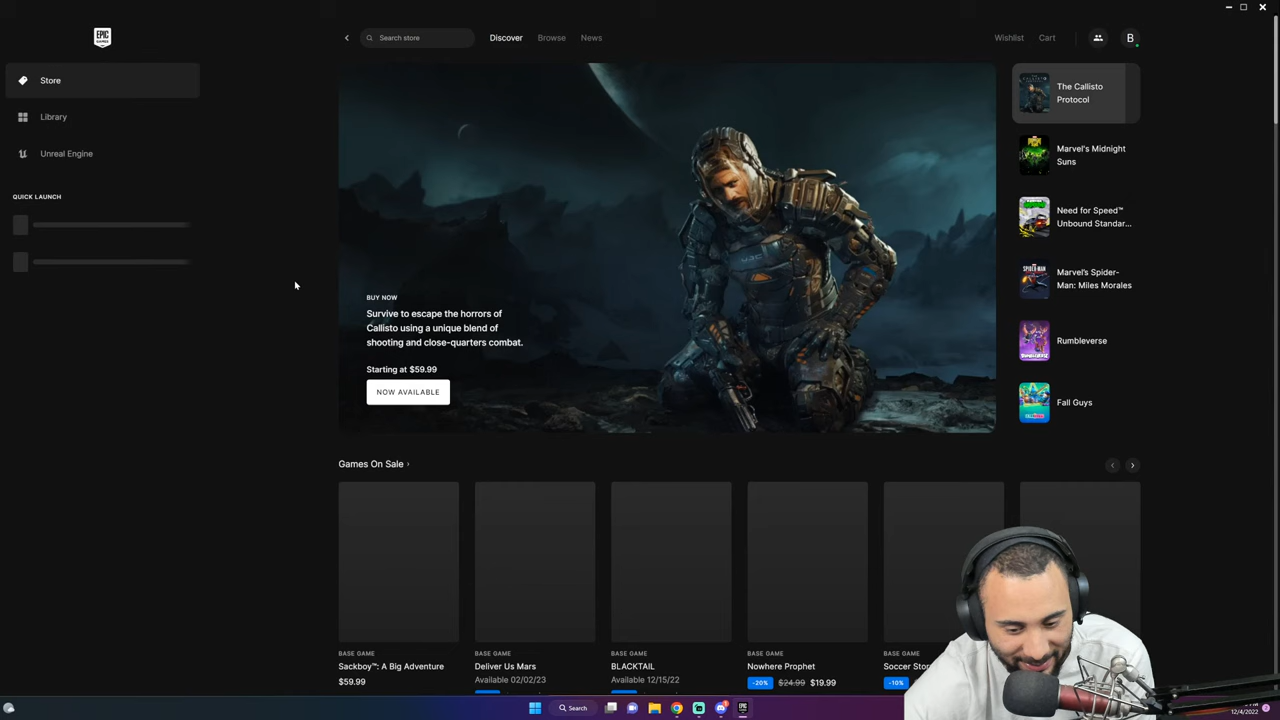 EPIC
GAMES
Search store
Discover
Browse
News
Wishlist
Cart
B
Store
Library
Unreal Engine
QUICK LAUNCH
BUY NOW
Survive to escape the horrors of
Callisto using a unique blend of
shooting and close-quarters combat.
Starting at $59.99
NOW AVAILABLE
The Callisto
Protocol
Marvel's Midnight
Suns
Need for Speed™
Unbound Standar...
Marvel's Spider-
Man: Miles Morales
Rumbleverse
Fall Guys
Games On Sale
BASE GAME
Sackboy™: A Big Adventure
$59.99
BASE GAME
Deliver Us Mars
Available 02/02/23
BASE GAME
BLACKTAIL
Available 12/15/22
BASE GAME
Nowhere Prophet
-20% $24.99 $19.99
BASE GAME
Soccer
-10%
Search
12/4/2022